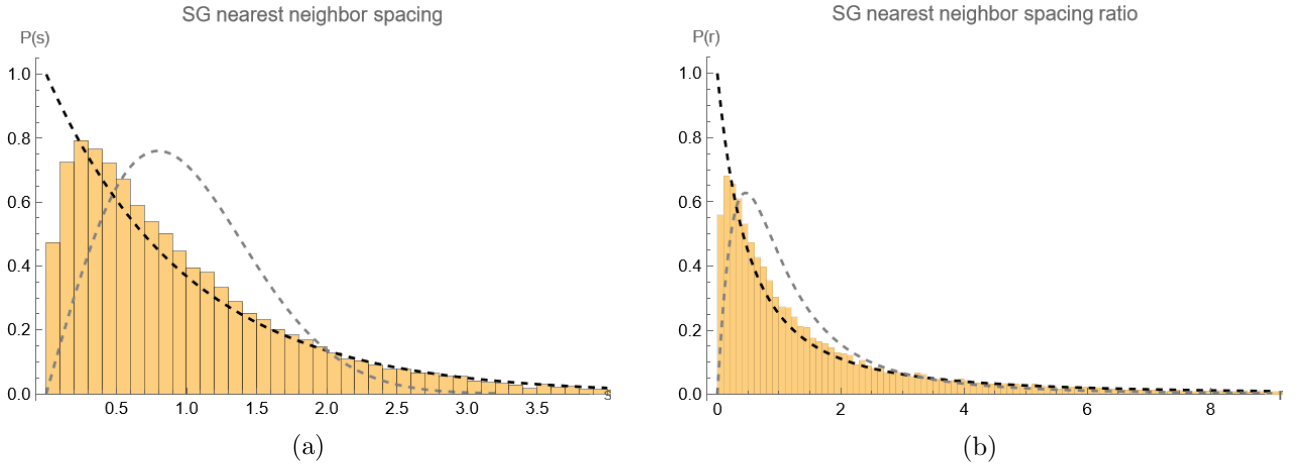 SG nearest neighbor spacing
P(s)
1.0
0.8
0.6
0.4
0.2
0.0
0.5 1.0 1.5 2.0 2.5 3.0 3.5 s
(a)
SG nearest neighbor spacing ratio
P(r)
1.0
0.8
0.6
0.4
0.2
0.0
0 2 4 6 8 r
(b)